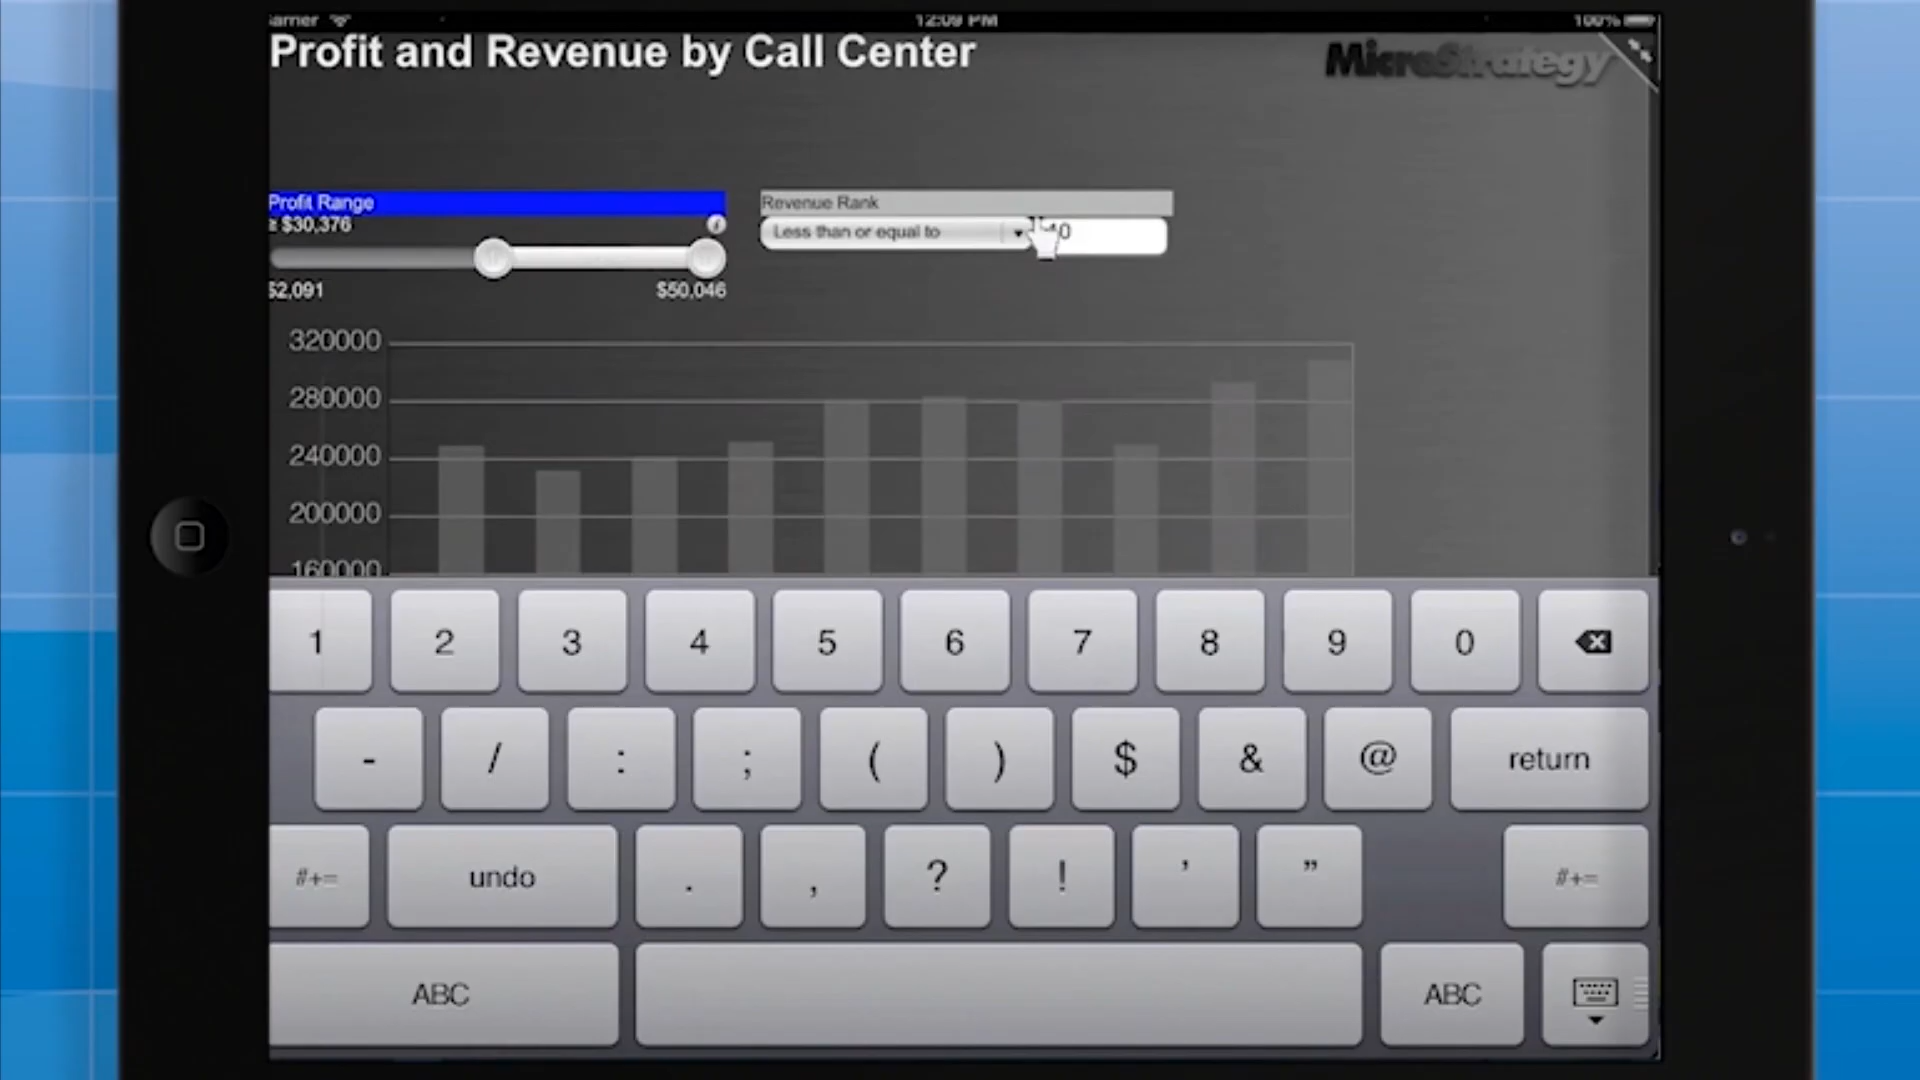 12:09 PM
100%
Profit and Revenue by Call Center
MicroStrategy
Profit Range
≥ $30,376
$2,091
$50,046
Revenue Rank
Less than or equal to
320000
280000
240000
200000
160000
1 2 3 4 5 6 7 8 9 0
- / : ; ( ) $ & @ return
#+= undo . , ? ! ' " #+=
ABC ABC